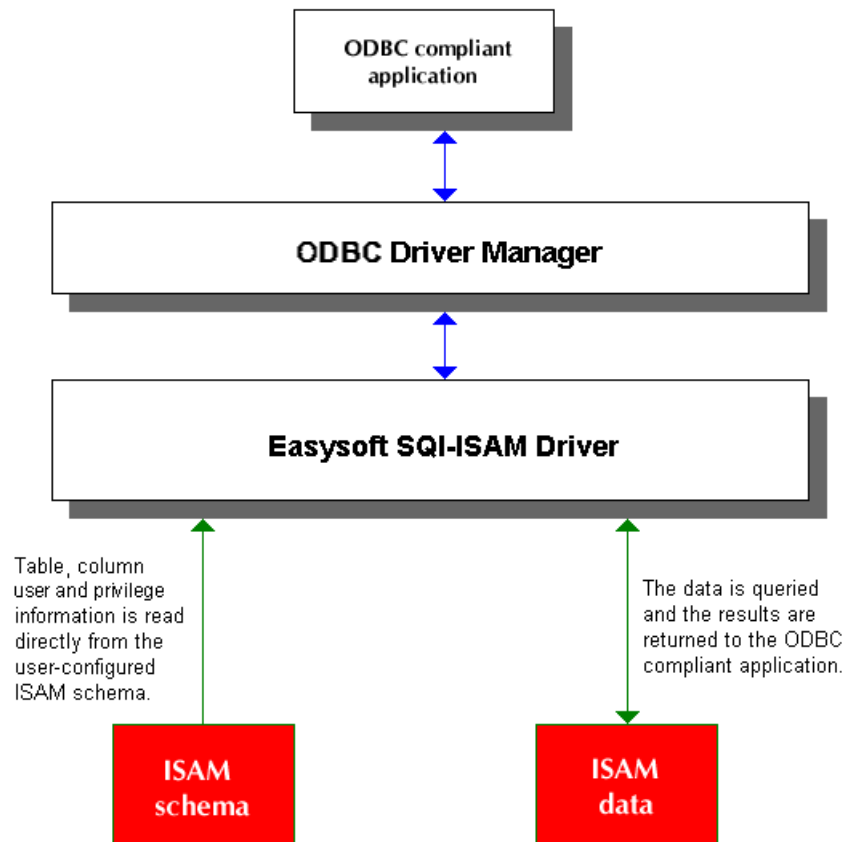 ODBC compliant
application
ODBC Driver Manager
Easysoft SQI-ISAM Driver
Table, column
user and privilege
information is read
directly from the
user-configured
ISAM schema.
The data is queried
and the results are
returned to the ODBC
compliant application.
ISAM
schema
ISAM
data